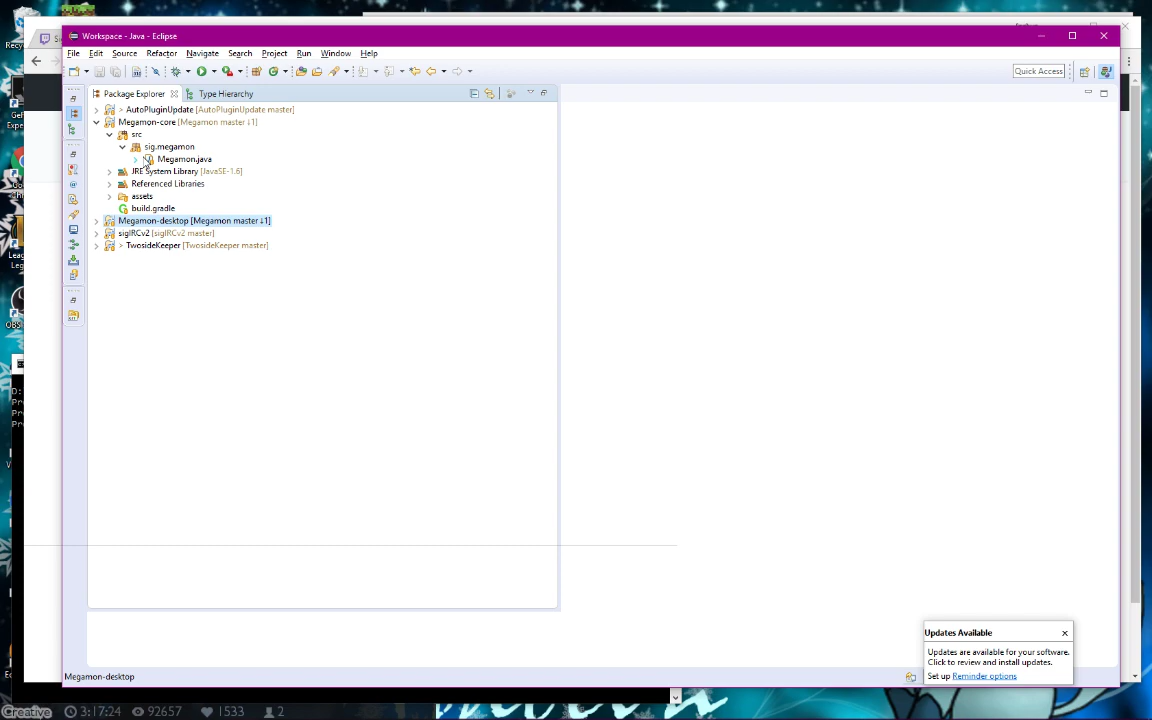 Workspace - Java - Eclipse
File Edit Source Refactor Navigate Search Project Run Window Help
Quick Access
Package Explorer Type Hierarchy
> AutoPluginUpdate [AutoPluginUpdate master]
Megamon-core [Megamon master ↓1]
src
sig.megamon
Megamon.java
JRE System Library [JavaSE-1.6]
Referenced Libraries
assets
build.gradle
Megamon-desktop [Megamon master ↓1]
sigIRCv2 [sigIRCv2 master]
> TwosideKeeper [TwosideKeeper master]
Updates Available
Updates are available for your software.
Click to review and install updates.
Set up Reminder options
Megamon-desktop
Creative 3:17:24 92657 1533 2